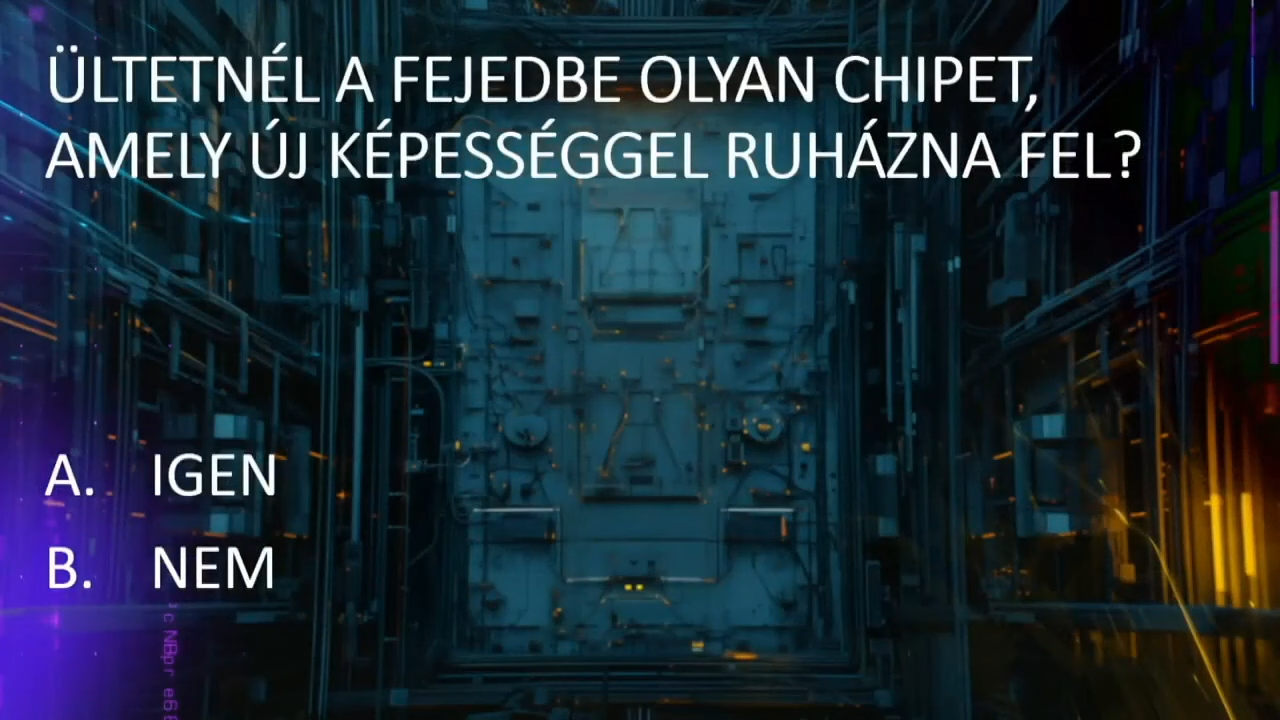 ÜLTETNÉL A FEJEDBE OLYAN CHIPET,
AMELY ÚJ KÉPESSÉGGEL RUHÁZNA FEL?
A. IGEN
B. NEM